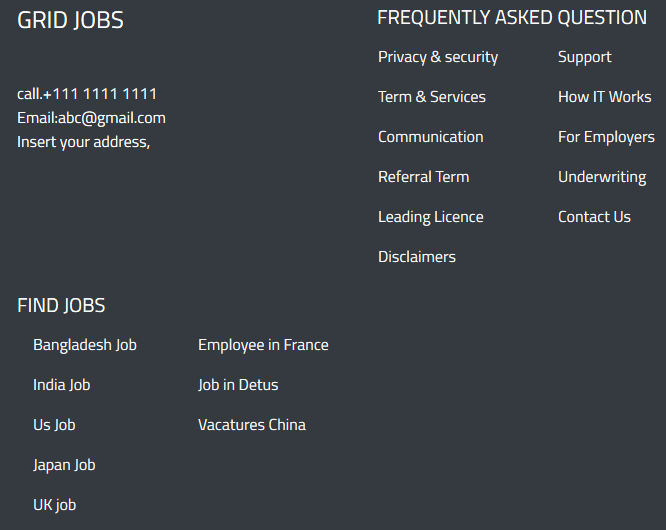 GRID JOBS
call.+111 1111 1111
Email:abc@gmail.com
Insert your address,
FREQUENTLY ASKED QUESTION
Privacy & security
Term & Services
Communication
Referral Term
Leading Licence
Disclaimers
Support
How IT Works
For Employers
Underwriting
Contact Us
FIND JOBS
Bangladesh Job
India Job
Us Job
Japan Job
UK job
Employee in France
Job in Detus
Vacatures China